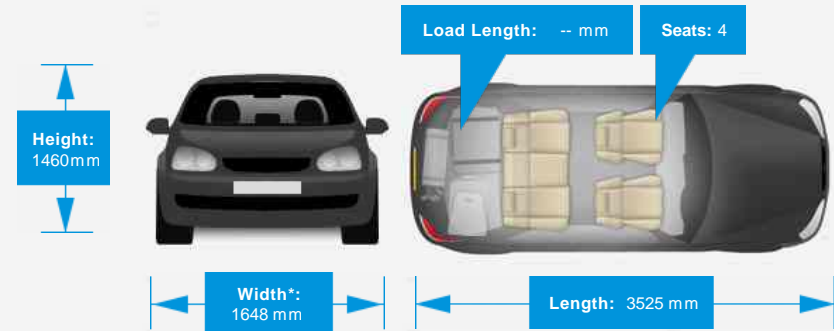 Load Length: -- mm
Seats: 4
Height:
1460mm
Width*:
1648 mm
Length: 3525 mm